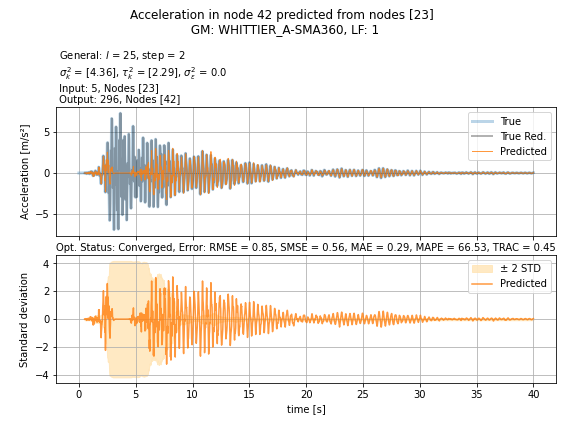 Acceleration in node 42 predicted from nodes [23]
GM: WHITTIER_A-SMA360, LF: 1
General: l = 25, step = 2
σ²ₖ = [4.36], τ²ₖ = [2.29], σ²ε = 0.0
Input: 5, Nodes [23]
Output: 296, Nodes [42]
Acceleration [m/s²]
5
0
−5
True
True Red.
Predicted
Opt. Status: Converged, Error: RMSE = 0.85, SMSE = 0.56, MAE = 0.29, MAPE = 66.53, TRAC = 0.45
Standard deviation
4
2
0
−2
−4
± 2 STD
Predicted
0 5 10 15 20 25 30 35 40
time [s]